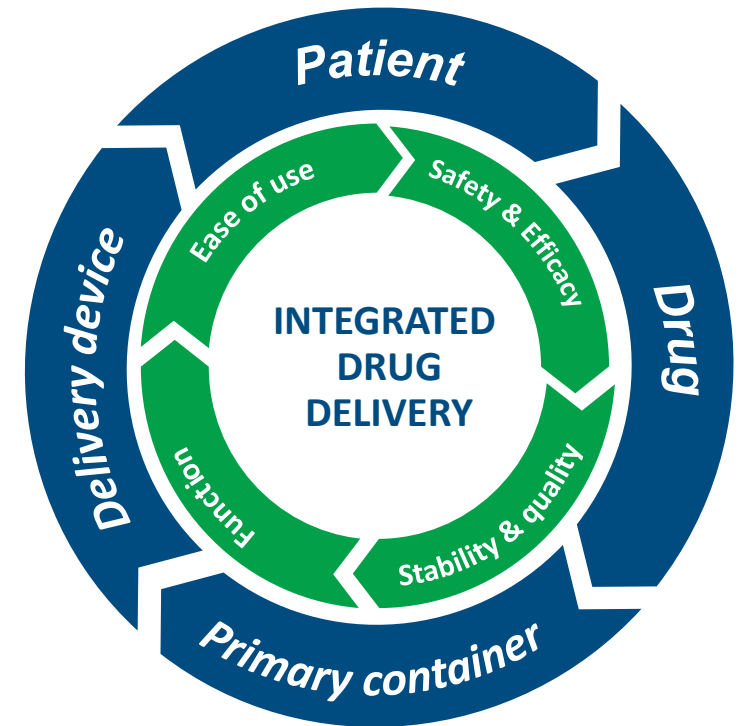 Patient
Drug
Primary container
Delivery device
Ease of use
Safety & Efficacy
Stability & quality
Function
INTEGRATED
DRUG
DELIVERY